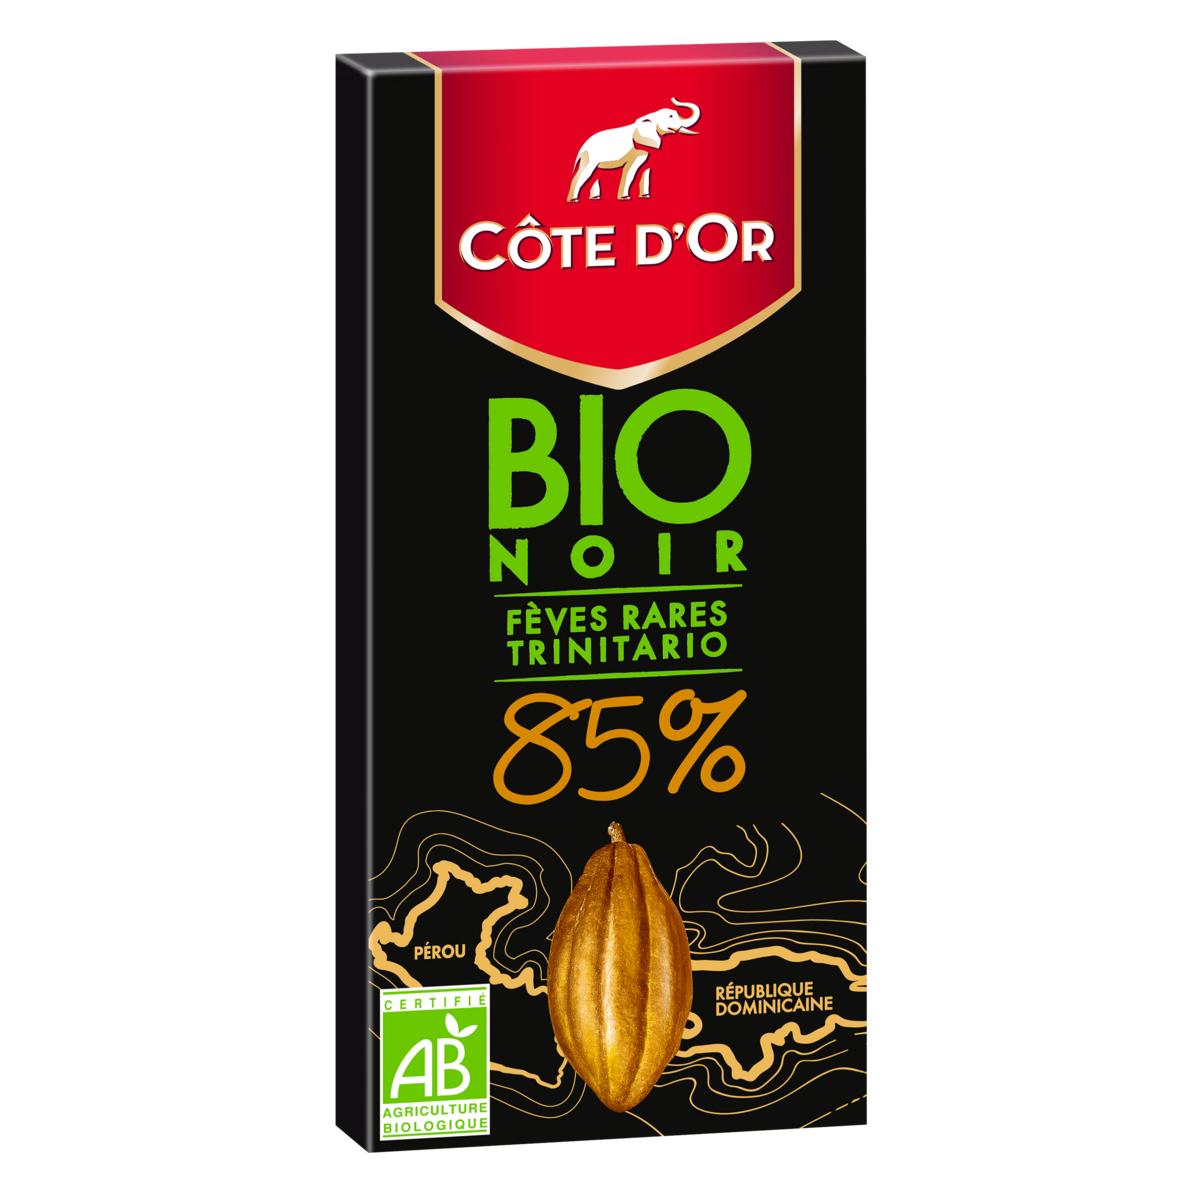 CÔTE D'OR
BIO
NOIR
FÈVES RARES
TRINITARIO
85%
PÉROU
RÉPUBLIQUE
DOMINICAINE
CERTIFIÉ
AB
AGRICULTURE
BIOLOGIQUE